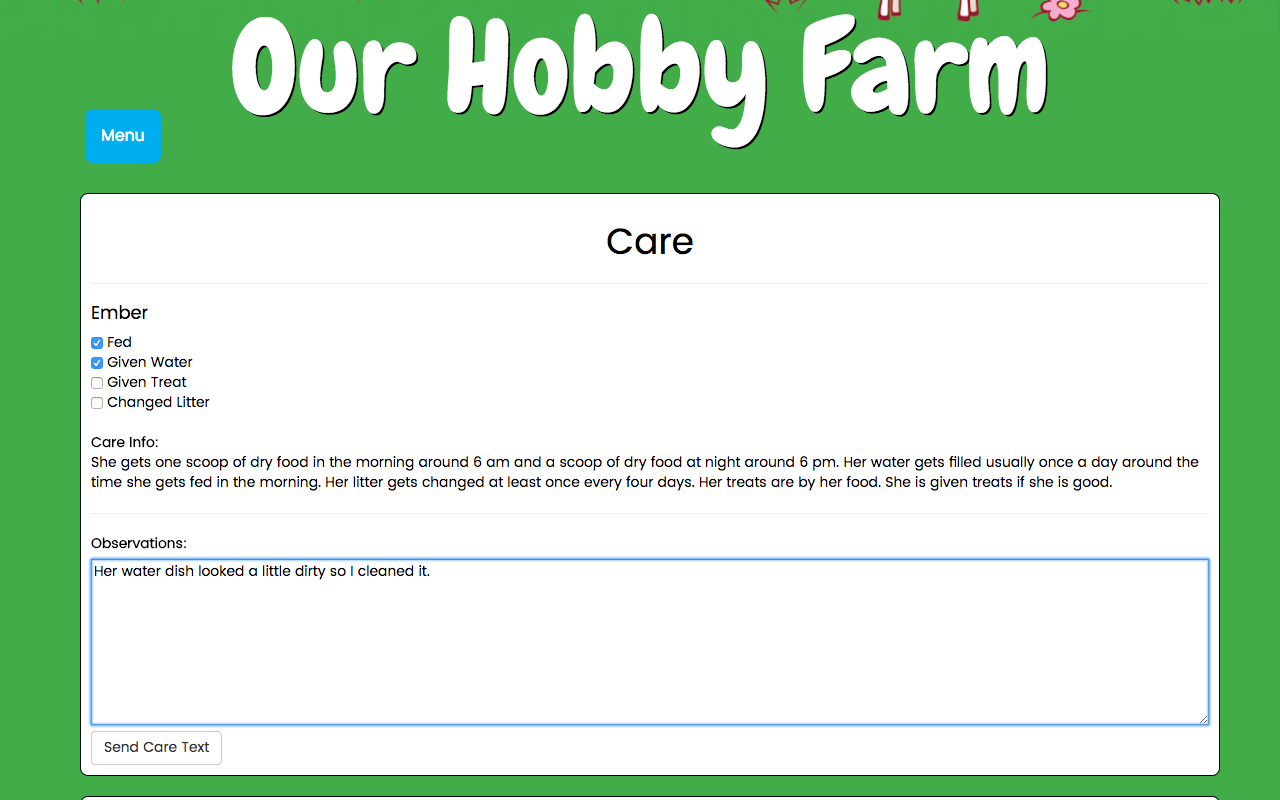 Our Hobby Farm
Menu
Care
Ember
Fed
Given Water
Given Treat
Changed Litter
Care Info:
She gets one scoop of dry food in the morning around 6 am and a scoop of dry food at night around 6 pm. Her water gets filled usually once a day around the
time she gets fed in the morning. Her litter gets changed at least once every four days. Her treats are by her food. She is given treats if she is good.
Observations:
Her water dish looked a little dirty so I cleaned it.
Send Care Text